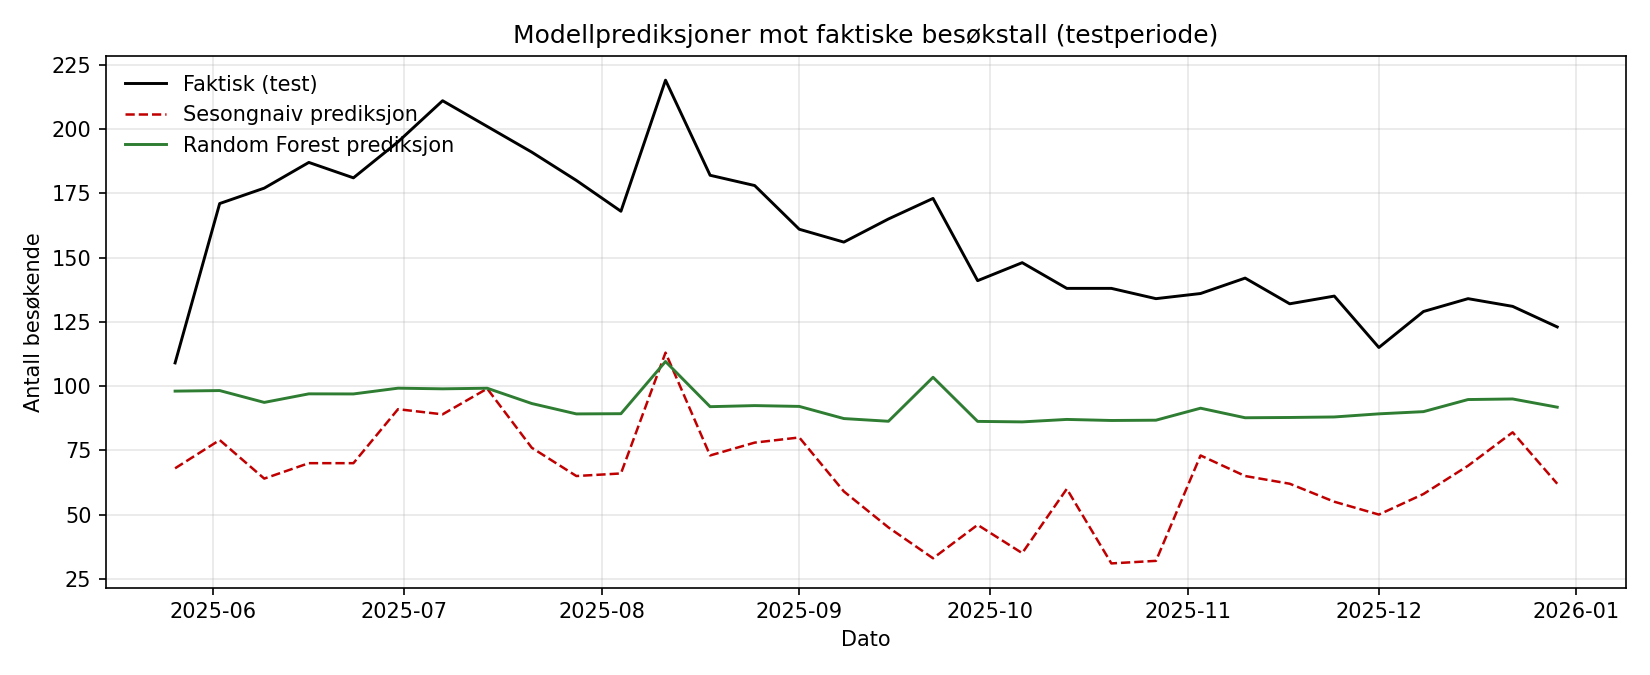 Modellprediksjoner mot faktiske besøkstall (testperiode)
225
200
175
150
125
100
75
50
25
Antall besøkende
Faktisk (test)
Sesongnaiv prediksjon
Random Forest prediksjon
2025-06 2025-07 2025-08 2025-09 2025-10 2025-11 2025-12 2026-01
Dato